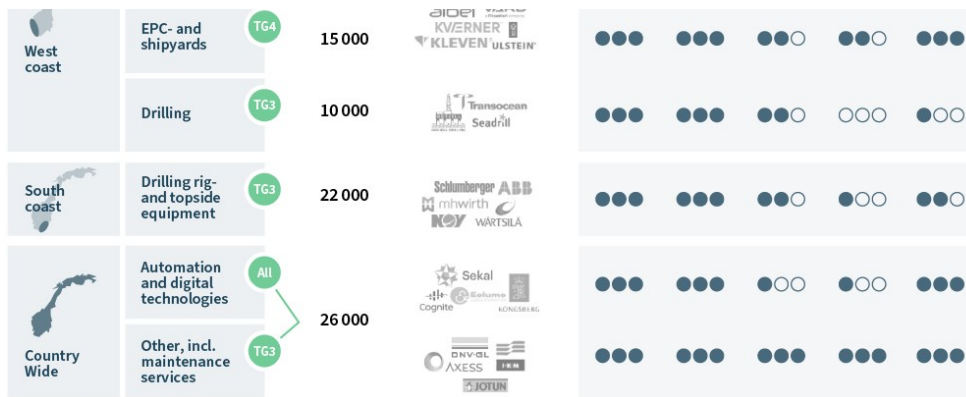 West
coast
EPC- and
shipyards
TG4
15 000
KVÆRNER
KLEVEN ULSTEIN
Drilling
TG3
10 000
Transocean
Seadrill
South
coast
Drilling rig-
and topside
equipment
TG3
22 000
Schlumberger ABB
mhwirth
NOV WÄRTSILÄ
Country
Wide
Automation
and digital
technologies
All
Other, incl.
maintenance
services
TG3
26 000
Sekal
Cognite
KONGSBERG
DNV·GL
AXESS IKM
JOTUN